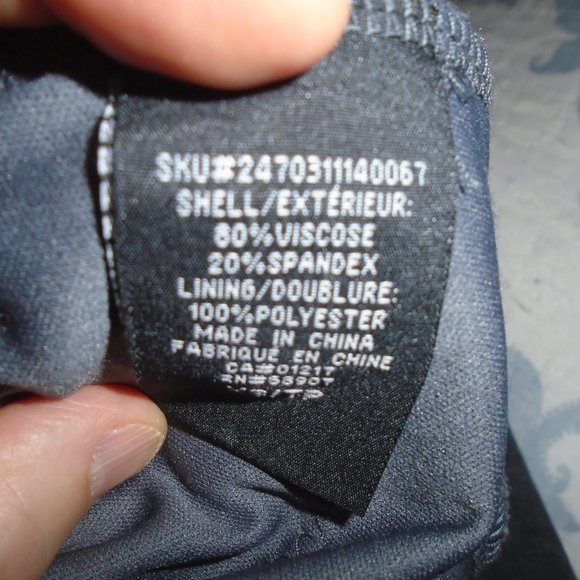 SKU#2470311140067
SHELL/EXTÉRIEUR:
80%VISCOSE
20%SPANDEX
LINING/DOUBLURE:
100%POLYESTER
MADE IN CHINA
FABRIQUE EN CHINE
CA#01217